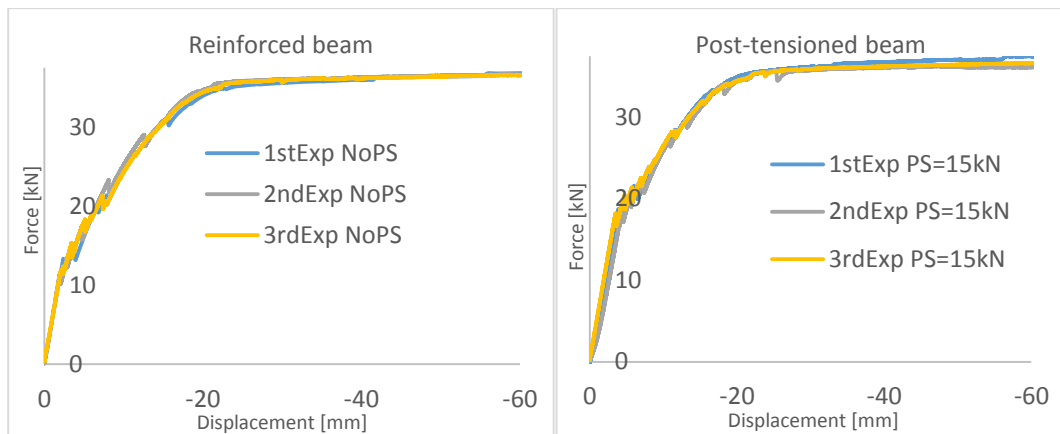 Reinforced beam
Force [kN]
30
20
10
0
1stExp NoPS
2ndExp NoPS
3rdExp NoPS
0 -20 -40 -60
Displacement [mm]
Post-tensioned beam
Force [kN]
30
20
10
0
1stExp PS=15kN
2ndExp PS=15kN
3rdExp PS=15kN
0 -20 -40 -60
Displacement [mm]